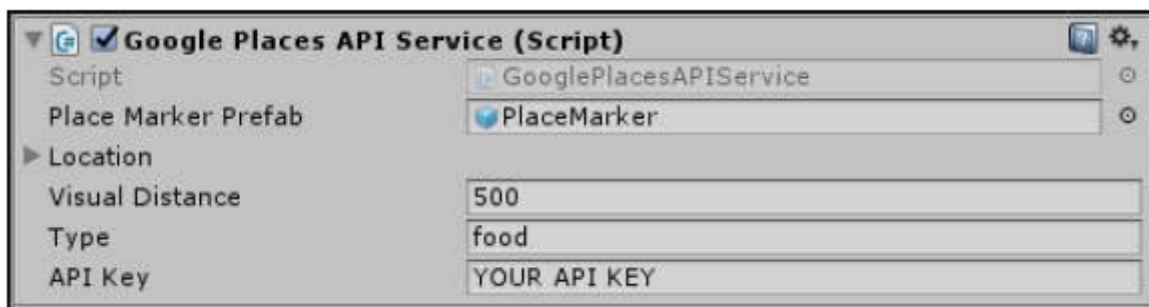 Google Places API Service (Script)
Script GooglePlacesAPIService
Place Marker Prefab PlaceMarker
Location
Visual Distance 500
Type food
API Key YOUR API KEY